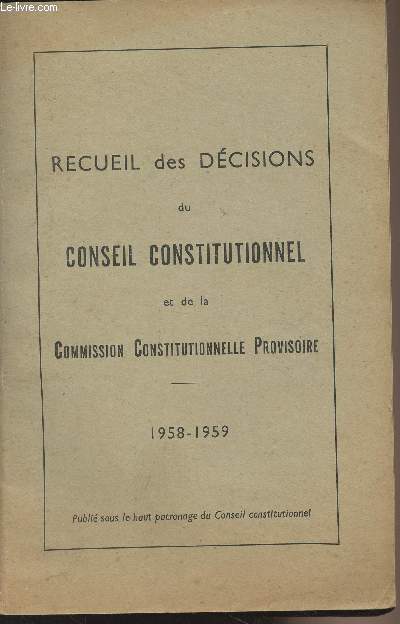 Le-livre.com
RECUEIL des DÉCISIONS
du
CONSEIL CONSTITUTIONNEL
et de la
COMMISSION CONSTITUTIONNELLE PROVISOIRE
1958-1959
Publié sous le haut patronage du Conseil constitutionnel